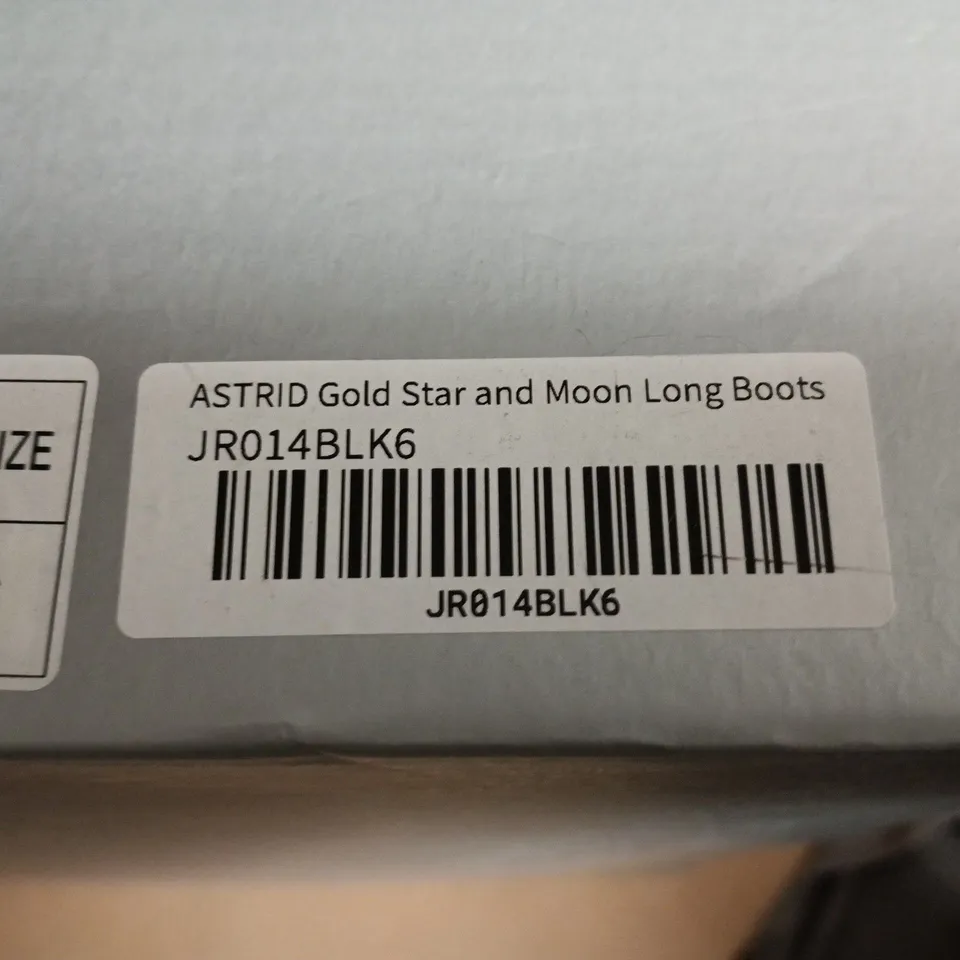 ASTRID Gold Star and Moon Long Boots
JR014BLK6
IZE
JR014BLK6